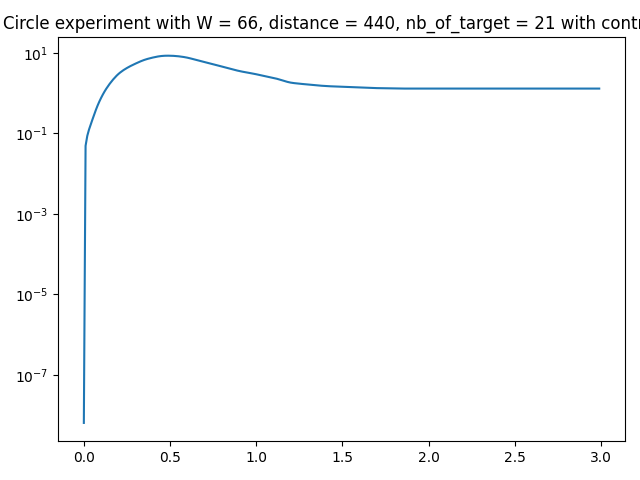 Circle experiment with W = 66, distance = 440, nb_of_target = 21 with contr
10¹
10⁻¹
10⁻³
10⁻⁵
10⁻⁷
0.0 0.5 1.0 1.5 2.0 2.5 3.0